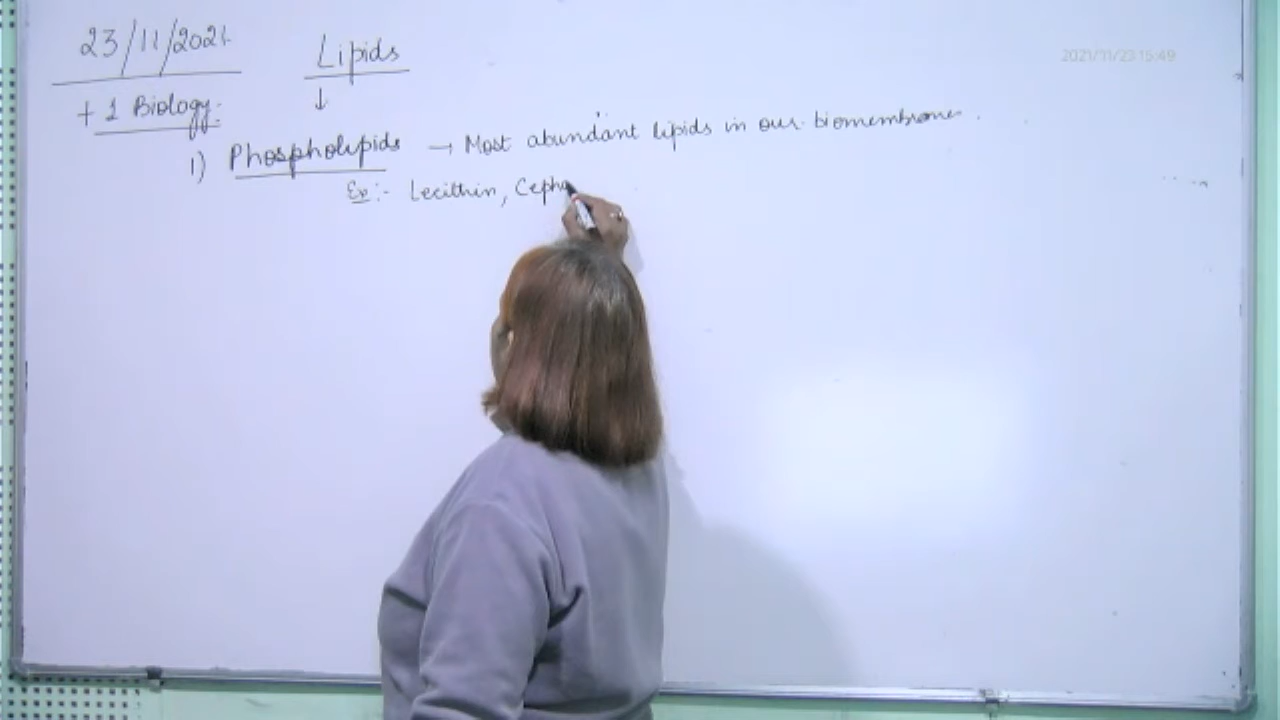 23/11/2021
Lipids
2021/11/23 15:49
+ 1 Biology:
↓
1) Phospholipids → Most abundant lipids in our biomembrane.
Ex:- Lecithin, Cepha